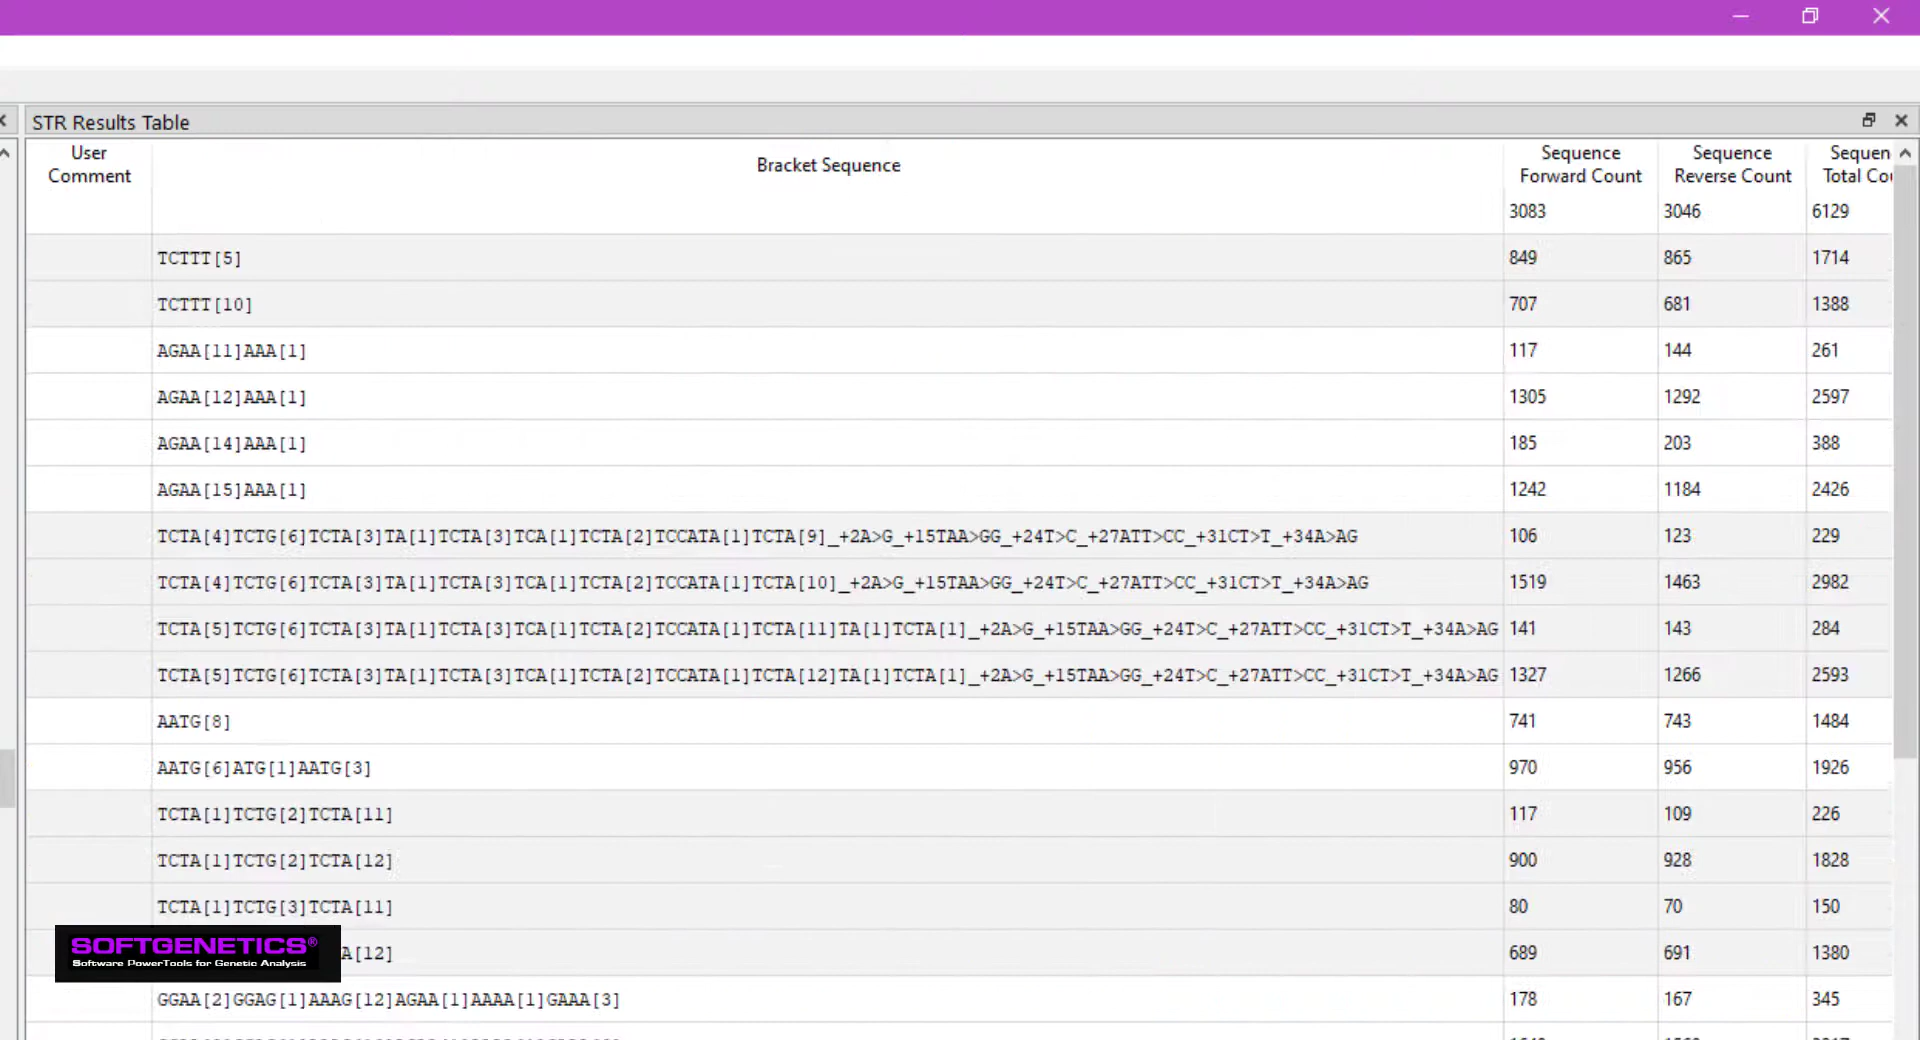 STR Results Table
User Comment Bracket Sequence Sequence Forward Count Sequence Reverse Count Sequen Total Cou
3083 3046 6129
TCTTT[5] 849 865 1714
TCTTT[10] 707 681 1388
AGAA[11]AAA[1] 117 144 261
AGAA[12]AAA[1] 1305 1292 2597
AGAA[14]AAA[1] 185 203 388
AGAA[15]AAA[1] 1242 1184 2426
TCTA[4]TCTG[6]TCTA[3]TA[1]TCTA[3]TCA[1]TCTA[2]TCCATA[1]TCTA[9]_+2A>G_+15TAA>GG_+24T>C_+27ATT>CC_+31CT>T_+34A>AG 106 123 229
TCTA[4]TCTG[6]TCTA[3]TA[1]TCTA[3]TCA[1]TCTA[2]TCCATA[1]TCTA[10]_+2A>G_+15TAA>GG_+24T>C_+27ATT>CC_+31CT>T_+34A>AG 1519 1463 2982
TCTA[5]TCTG[6]TCTA[3]TA[1]TCTA[3]TCA[1]TCTA[2]TCCATA[1]TCTA[11]TA[1]TCTA[1]_+2A>G_+15TAA>GG_+24T>C_+27ATT>CC_+31CT>T_+34A>AG 141 143 284
TCTA[5]TCTG[6]TCTA[3]TA[1]TCTA[3]TCA[1]TCTA[2]TCCATA[1]TCTA[12]TA[1]TCTA[1]_+2A>G_+15TAA>GG_+24T>C_+27ATT>CC_+31CT>T_+34A>AG 1327 1266 2593
AATG[8] 741 743 1484
AATG[6]ATG[1]AATG[3] 970 956 1926
TCTA[1]TCTG[2]TCTA[11] 117 109 226
TCTA[1]TCTG[2]TCTA[12] 900 928 1828
TCTA[1]TCTG[3]TCTA[11] 80 70 150
A[12] 689 691 1380
SOFTGENETICS®
Software PowerTools for Genetic Analysis
GGAA[2]GGAG[1]AAAG[12]AGAA[1]AAAA[1]GAAA[3] 178 167 345